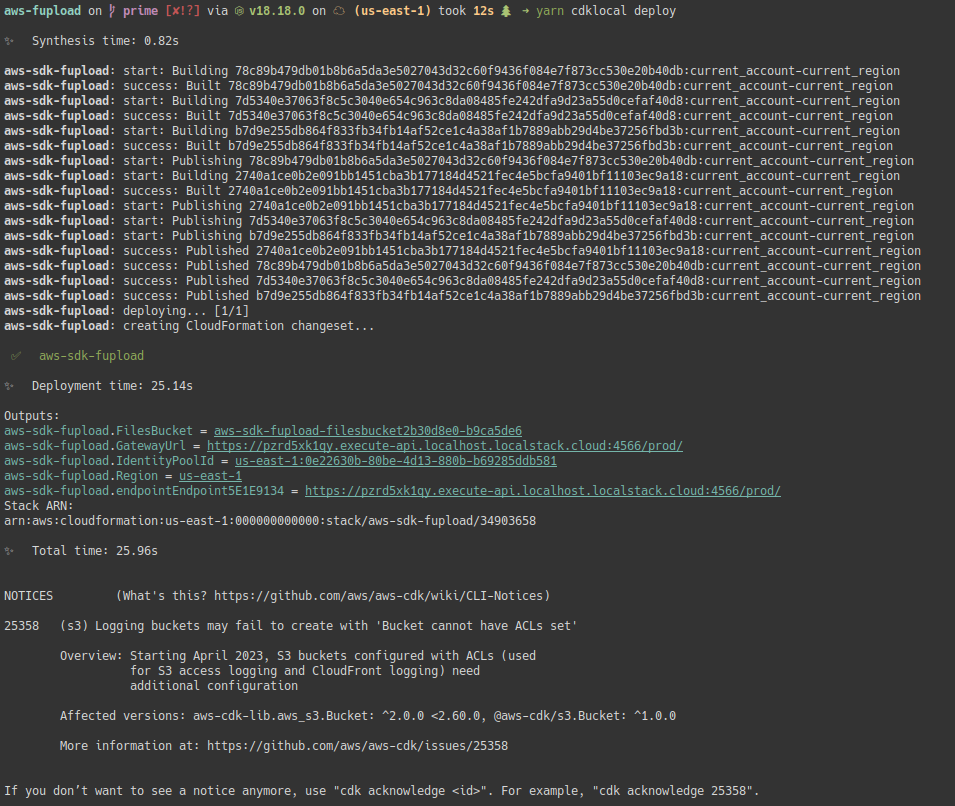 aws-fupload on prime [✘!?] via v18.18.0 on (us-east-1) took 12s ➜ yarn cdklocal deploy
✨ Synthesis time: 0.82s
aws-sdk-fupload: start: Building 78c89b479db01b8b6a5da3e5027043d32c60f9436f084e7f873cc530e20b40db:current_account-current_region
aws-sdk-fupload: success: Built 78c89b479db01b8b6a5da3e5027043d32c60f9436f084e7f873cc530e20b40db:current_account-current_region
aws-sdk-fupload: start: Building 7d5340e37063f8c5c3040e654c963c8da08485fe242dfa9d23a55d0cefaf40d8:current_account-current_region
aws-sdk-fupload: success: Built 7d5340e37063f8c5c3040e654c963c8da08485fe242dfa9d23a55d0cefaf40d8:current_account-current_region
aws-sdk-fupload: start: Building b7d9e255db864f833fb34fb14af52ce1c4a38af1b7889abb29d4be37256fbd3b:current_account-current_region
aws-sdk-fupload: success: Built b7d9e255db864f833fb34fb14af52ce1c4a38af1b7889abb29d4be37256fbd3b:current_account-current_region
aws-sdk-fupload: start: Publishing 78c89b479db01b8b6a5da3e5027043d32c60f9436f084e7f873cc530e20b40db:current_account-current_region
aws-sdk-fupload: start: Building 2740a1ce0b2e091bb1451cba3b177184d4521fec4e5bcfa9401bf11103ec9a18:current_account-current_region
aws-sdk-fupload: success: Built 2740a1ce0b2e091bb1451cba3b177184d4521fec4e5bcfa9401bf11103ec9a18:current_account-current_region
aws-sdk-fupload: start: Publishing 2740a1ce0b2e091bb1451cba3b177184d4521fec4e5bcfa9401bf11103ec9a18:current_account-current_region
aws-sdk-fupload: start: Publishing 7d5340e37063f8c5c3040e654c963c8da08485fe242dfa9d23a55d0cefaf40d8:current_account-current_region
aws-sdk-fupload: start: Publishing b7d9e255db864f833fb34fb14af52ce1c4a38af1b7889abb29d4be37256fbd3b:current_account-current_region
aws-sdk-fupload: success: Published 2740a1ce0b2e091bb1451cba3b177184d4521fec4e5bcfa9401bf11103ec9a18:current_account-current_region
aws-sdk-fupload: success: Published 78c89b479db01b8b6a5da3e5027043d32c60f9436f084e7f873cc530e20b40db:current_account-current_region
aws-sdk-fupload: success: Published 7d5340e37063f8c5c3040e654c963c8da08485fe242dfa9d23a55d0cefaf40d8:current_account-current_region
aws-sdk-fupload: success: Published b7d9e255db864f833fb34fb14af52ce1c4a38af1b7889abb29d4be37256fbd3b:current_account-current_region
aws-sdk-fupload: deploying... [1/1]
aws-sdk-fupload: creating CloudFormation changeset...
✅ aws-sdk-fupload
✨ Deployment time: 25.14s
Outputs:
aws-sdk-fupload.FilesBucket = aws-sdk-fupload-filesbucket2b30d8e0-b9ca5de6
aws-sdk-fupload.GatewayUrl = https://pzrd5xk1qy.execute-api.localhost.localstack.cloud:4566/prod/
aws-sdk-fupload.IdentityPoolId = us-east-1:0e22630b-80be-4d13-880b-b69285ddb581
aws-sdk-fupload.Region = us-east-1
aws-sdk-fupload.endpointEndpoint5E1E9134 = https://pzrd5xk1qy.execute-api.localhost.localstack.cloud:4566/prod/
Stack ARN:
arn:aws:cloudformation:us-east-1:000000000000:stack/aws-sdk-fupload/34903658
✨ Total time: 25.96s
NOTICES (What's this? https://github.com/aws/aws-cdk/wiki/CLI-Notices)
25358 (s3) Logging buckets may fail to create with 'Bucket cannot have ACLs set'
Overview: Starting April 2023, S3 buckets configured with ACLs (used
for S3 access logging and CloudFront logging) need
additional configuration
Affected versions: aws-cdk-lib.aws_s3.Bucket: ^2.0.0 <2.60.0, @aws-cdk/s3.Bucket: ^1.0.0
More information at: https://github.com/aws/aws-cdk/issues/25358
If you don’t want to see a notice anymore, use "cdk acknowledge <id>". For example, "cdk acknowledge 25358".